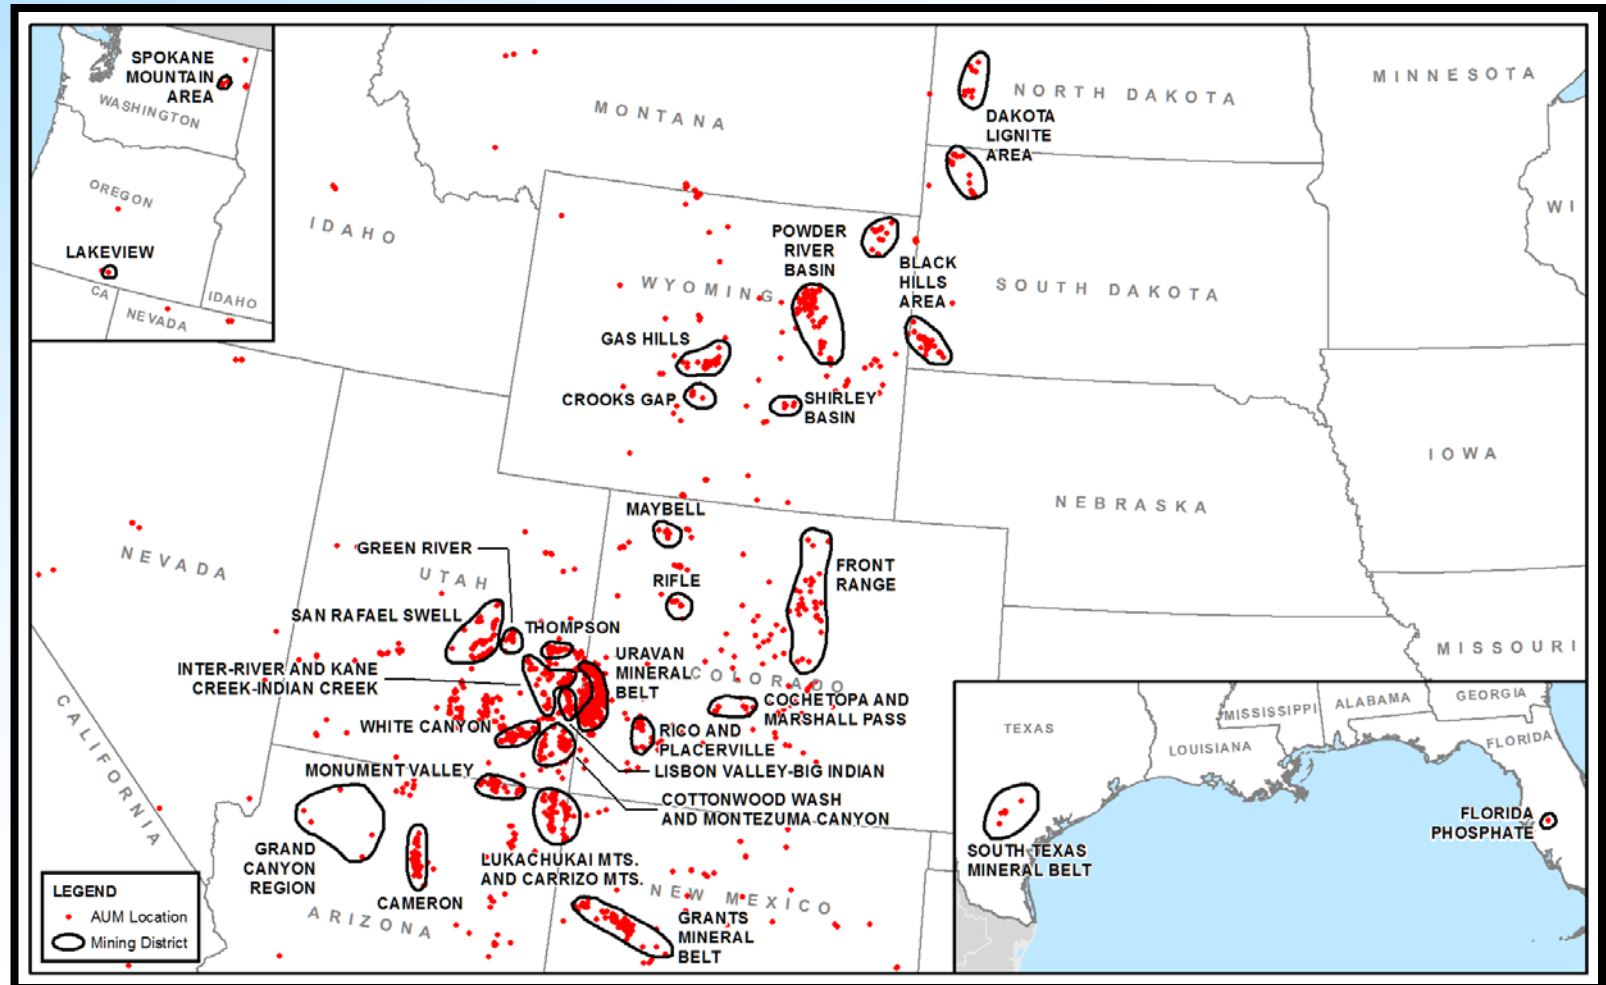 SPOKANE
MOUNTAIN
AREA
WASHINGTON
OREGON
LAKEVIEW
CA
NEVADA
IDAHO
MONTANA
NORTH DAKOTA
MINNESOTA
DAKOTA
LIGNITE
AREA
WI
IDAHO
POWDER
RIVER
BASIN
WYOMING
BLACK
HILLS
AREA
SOUTH DAKOTA
GAS HILLS
CROOKS GAP
SHIRLEY
BASIN
IOWA
NEBRASKA
MAYBELL
NEVADA
GREEN RIVER
UTAH
RIFLE
FRONT
RANGE
SAN RAFAEL SWELL
THOMPSON
MISSOURI
INTER-RIVER AND KANE
CREEK-INDIAN CREEK
URAVAN
MINERAL
BELT
COLORADO
COCHETOPA AND
MARSHALL PASS
WHITE CANYON
RICO AND
PLACERVILLE
LISBON VALLEY-BIG INDIAN
MONUMENT VALLEY
COTTONWOOD WASH
AND MONTEZUMA CANYON
CALIFORNIA
GRAND
CANYON
REGION
LUKACHUKAI MTS.
AND CARRIZO MTS.
CAMERON
ARIZONA
NEW MEXICO
GRANTS
MINERAL
BELT
LEGEND
AUM Location
Mining District
TEXAS
LOUISIANA
MISSISSIPPI
ALABAMA
GEORGIA
FLORIDA
SOUTH TEXAS
MINERAL BELT
FLORIDA
PHOSPHATE